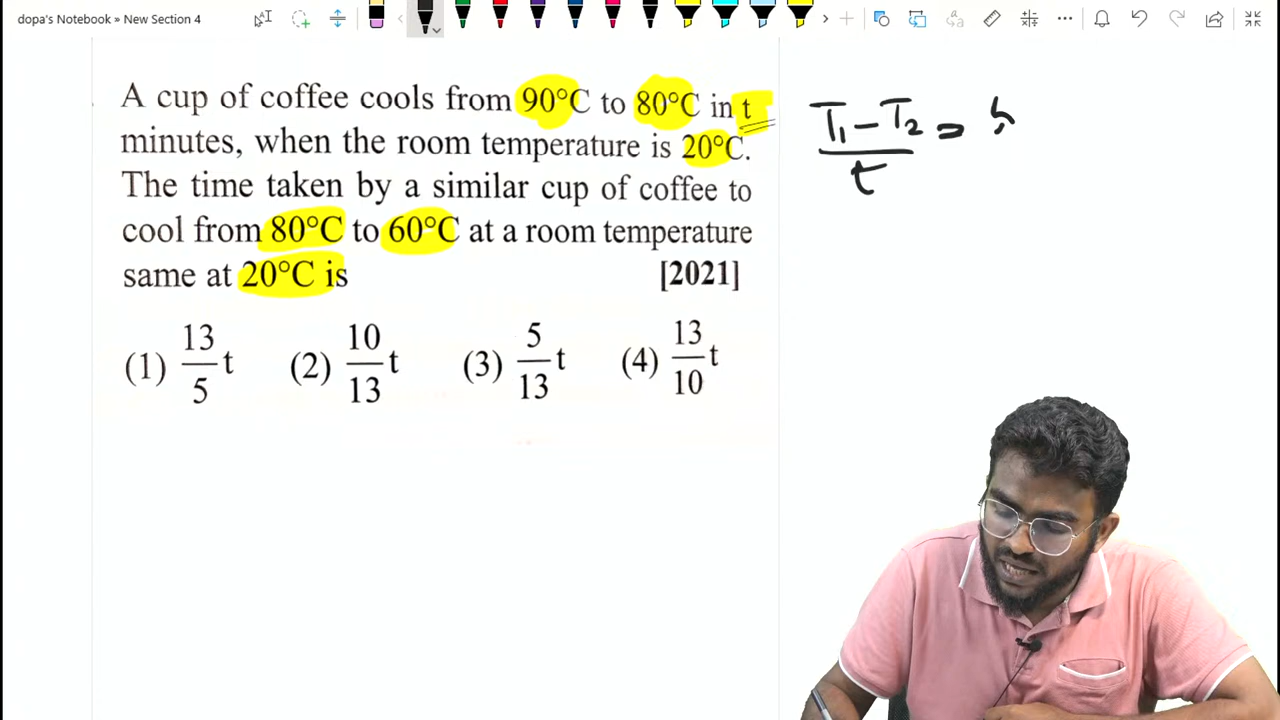 dopa's Notebook » New Section 4
A cup of coffee cools from 90°C to 80°C in t
minutes, when the room temperature is 20°C.
The time taken by a similar cup of coffee to
cool from 80°C to 60°C at a room temperature
same at 20°C is [2021]
(1) 13/5 t (2) 10/13 t (3) 5/13 t (4) 13/10 t
T₁ - T₂ =
t